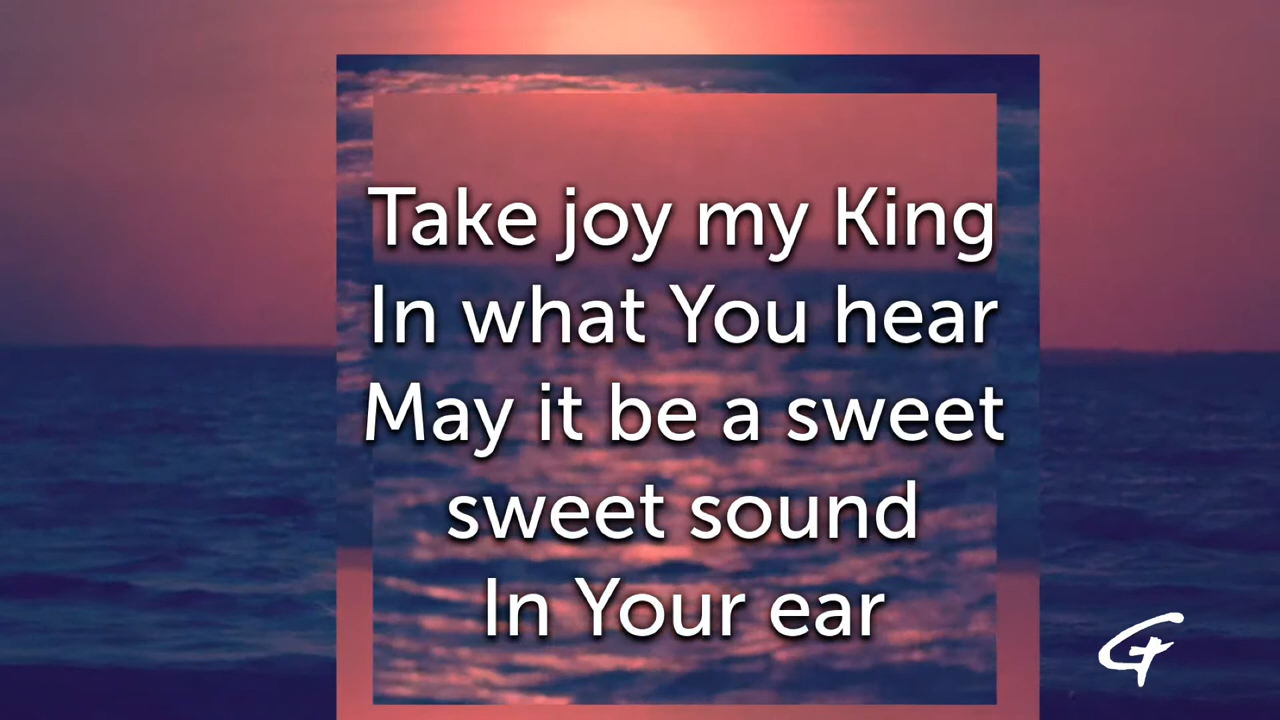 Take joy my King
In what You hear
May it be a sweet
sweet sound
In Your ear